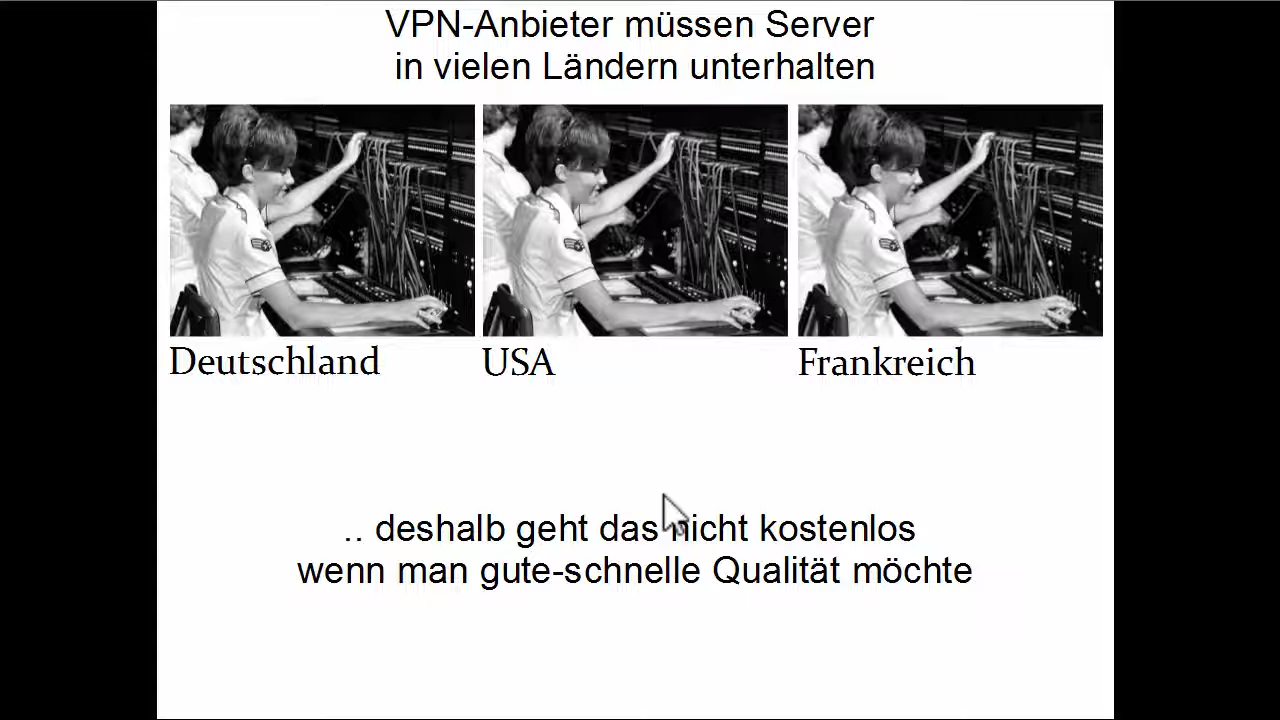 VPN-Anbieter müssen Server
in vielen Ländern unterhalten
Deutschland
USA
Frankreich
.. deshalb geht das nicht kostenlos
wenn man gute-schnelle Qualität möchte